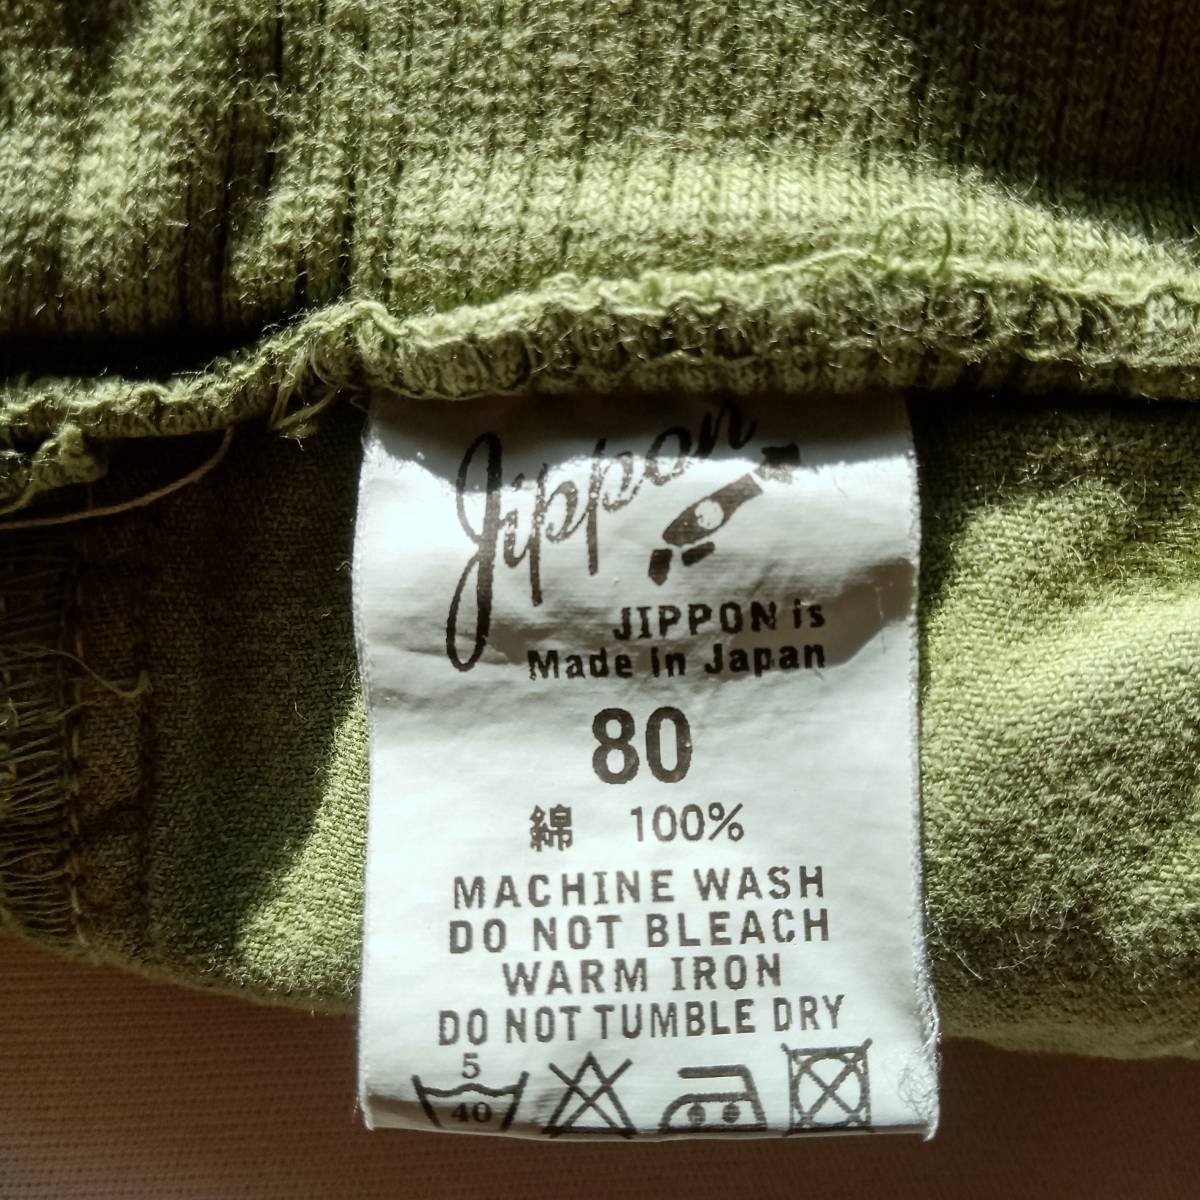 Jippon
JIPPON is
Made in Japan
80
綿 100%
MACHINE WASH
DO NOT BLEACH
WARM IRON
DO NOT TUMBLE DRY
5
40